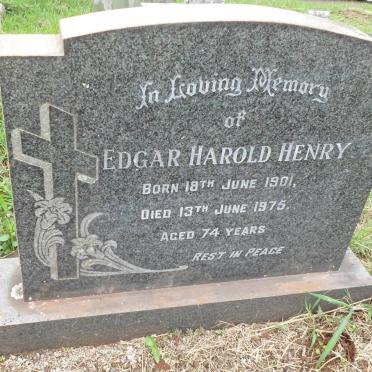 In Loving Memory
of
EDGAR HAROLD HENRY
BORN 18TH JUNE 1901,
DIED 13TH JUNE 1975,
AGED 74 YEARS
REST IN PEACE